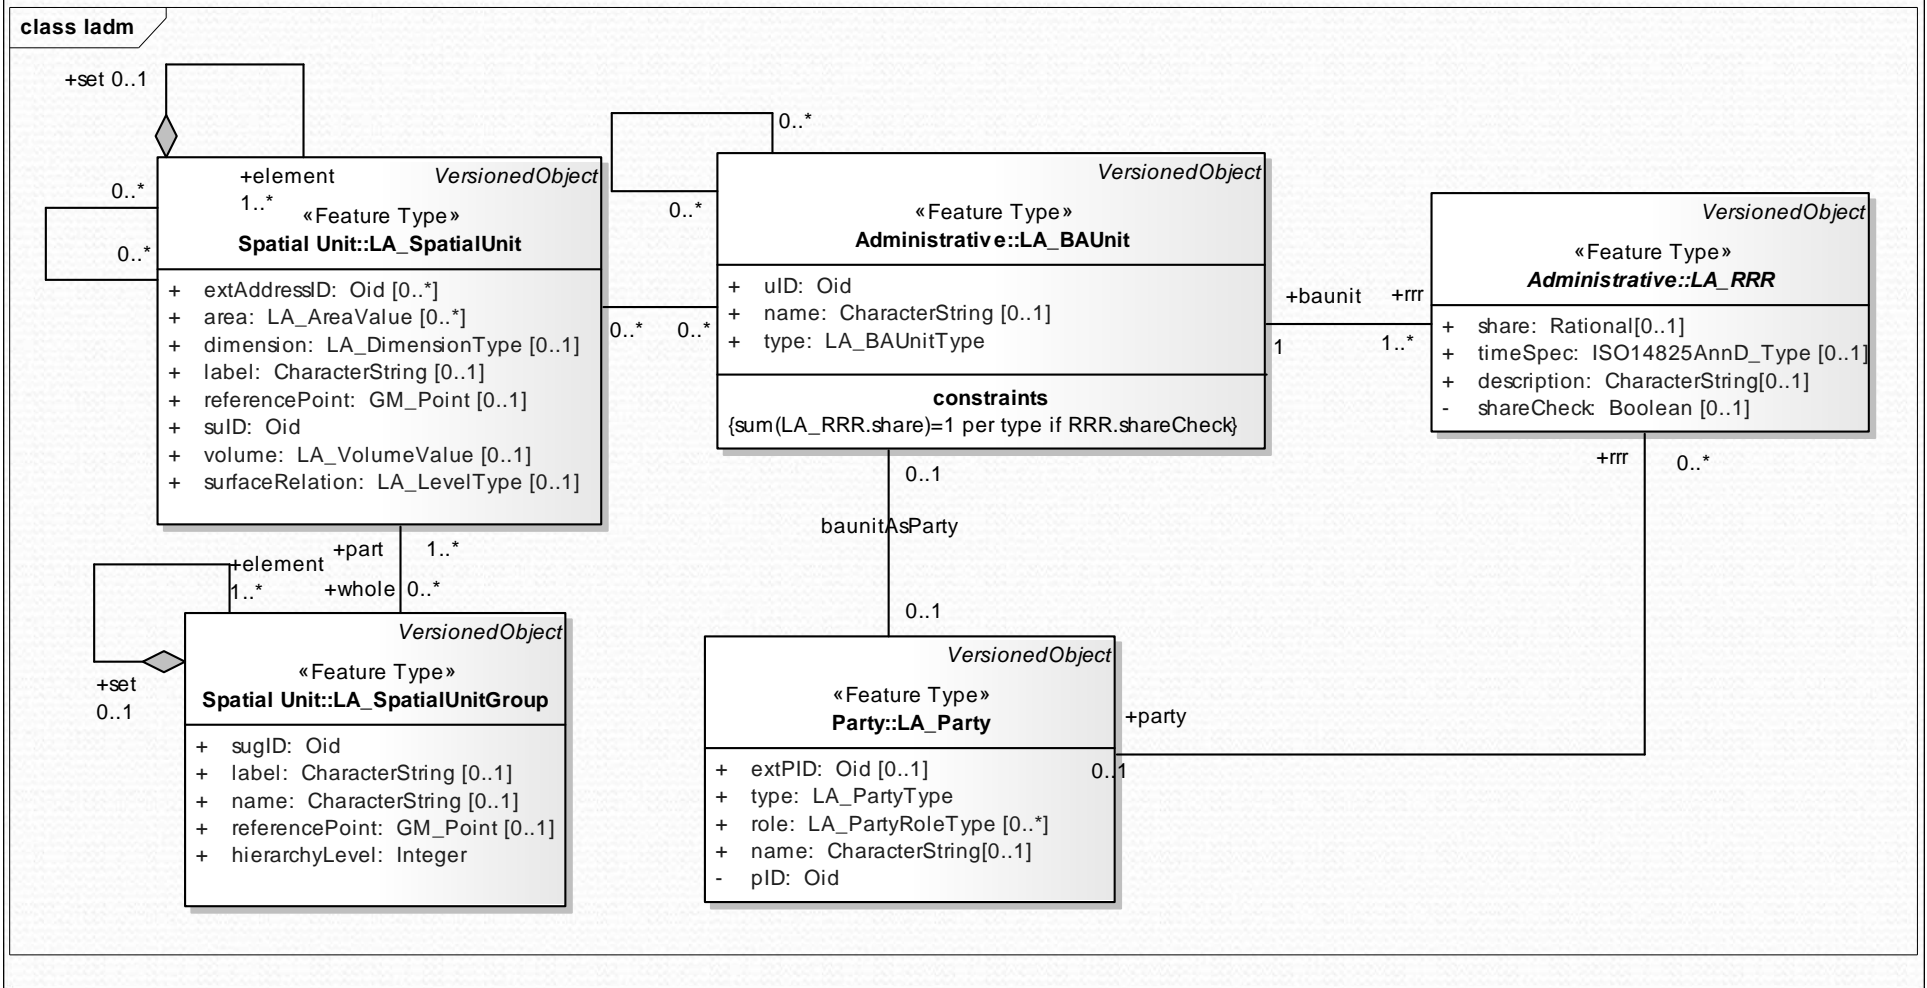 class ladm
+set 0..1
+element
1..*
VersionedObject
0..*
0..*
«Feature Type»
Spatial Unit::LA_SpatialUnit
+ extAddressID: Oid [0..*]
+ area: LA_AreaValue [0..*]
+ dimension: LA_DimensionType [0..1]
+ label: CharacterString [0..1]
+ referencePoint: GM_Point [0..1]
+ suID: Oid
+ volume: LA_VolumeValue [0..1]
+ surfaceRelation: LA_LevelType [0..1]
0..*
0..*
0..*
0..*
VersionedObject
«Feature Type»
Administrative::LA_BAUnit
+ uID: Oid
+ name: CharacterString [0..1]
+ type: LA_BAUnitType
constraints
{sum(LA_RRR.share)=1 per type if RRR.shareCheck}
+baunit
+rrr
1
1..*
VersionedObject
«Feature Type»
Administrative::LA_RRR
+ share: Rational[0..1]
+ timeSpec: ISO14825AnnD_Type [0..1]
+ description: CharacterString[0..1]
- shareCheck: Boolean [0..1]
+rrr
0..*
0..1
baunitAsParty
0..1
+part
1..*
+whole
0..*
+element
1..*
+set
0..1
VersionedObject
«Feature Type»
Spatial Unit::LA_SpatialUnitGroup
+ sugID: Oid
+ label: CharacterString [0..1]
+ name: CharacterString [0..1]
+ referencePoint: GM_Point [0..1]
+ hierarchyLevel: Integer
VersionedObject
«Feature Type»
Party::LA_Party
+ extPID: Oid [0..1]
+ type: LA_PartyType
+ role: LA_PartyRoleType [0..*]
+ name: CharacterString[0..1]
- pID: Oid
+party
0..1